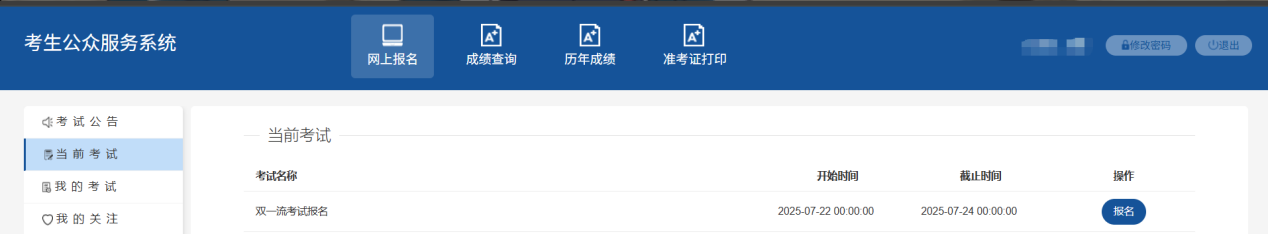 考生公众服务系统
网上报名
成绩查询
历年成绩
准考证打印
修改密码
退出
考试公告
当前考试
我的考试
我的关注
当前考试
考试名称 开始时间 截止时间 操作
双一流考试报名 2025-07-22 00:00:00 2025-07-24 00:00:00 报名